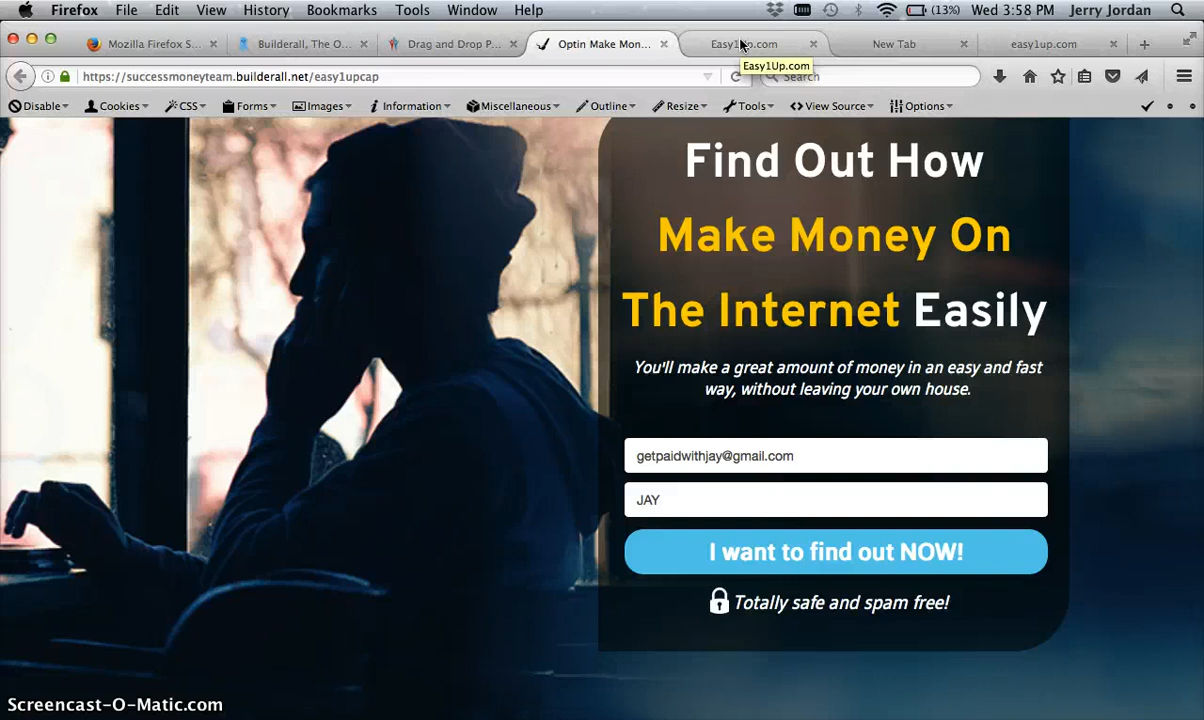 Firefox File Edit View History Bookmarks Tools Window Help (13%) Wed 3:58 PM Jerry Jordan
Mozilla Firefox S... Builderall, The O... Drag and Drop P... Optin Make Mon... Easy1Up.com New Tab easy1up.com
Easy1Up.com
https://successmoneyteam.builderall.net/easy1upcap Search
Disable Cookies CSS Forms Images Information Miscellaneous Outline Resize Tools View Source Options
Find Out How
Make Money On
The Internet Easily
You'll make a great amount of money in an easy and fast
way, without leaving your own house.
getpaidwithjay@gmail.com
JAY
I want to find out NOW!
Totally safe and spam free!
Screencast-O-Matic.com